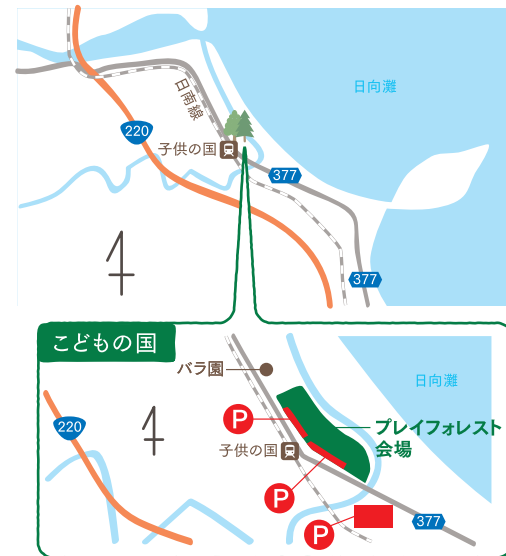 日向灘
日南線
220
子供の国
377
377
こどもの国
バラ園
日向灘
220
P
プレイフォレスト
会場
子供の国
P
P
377